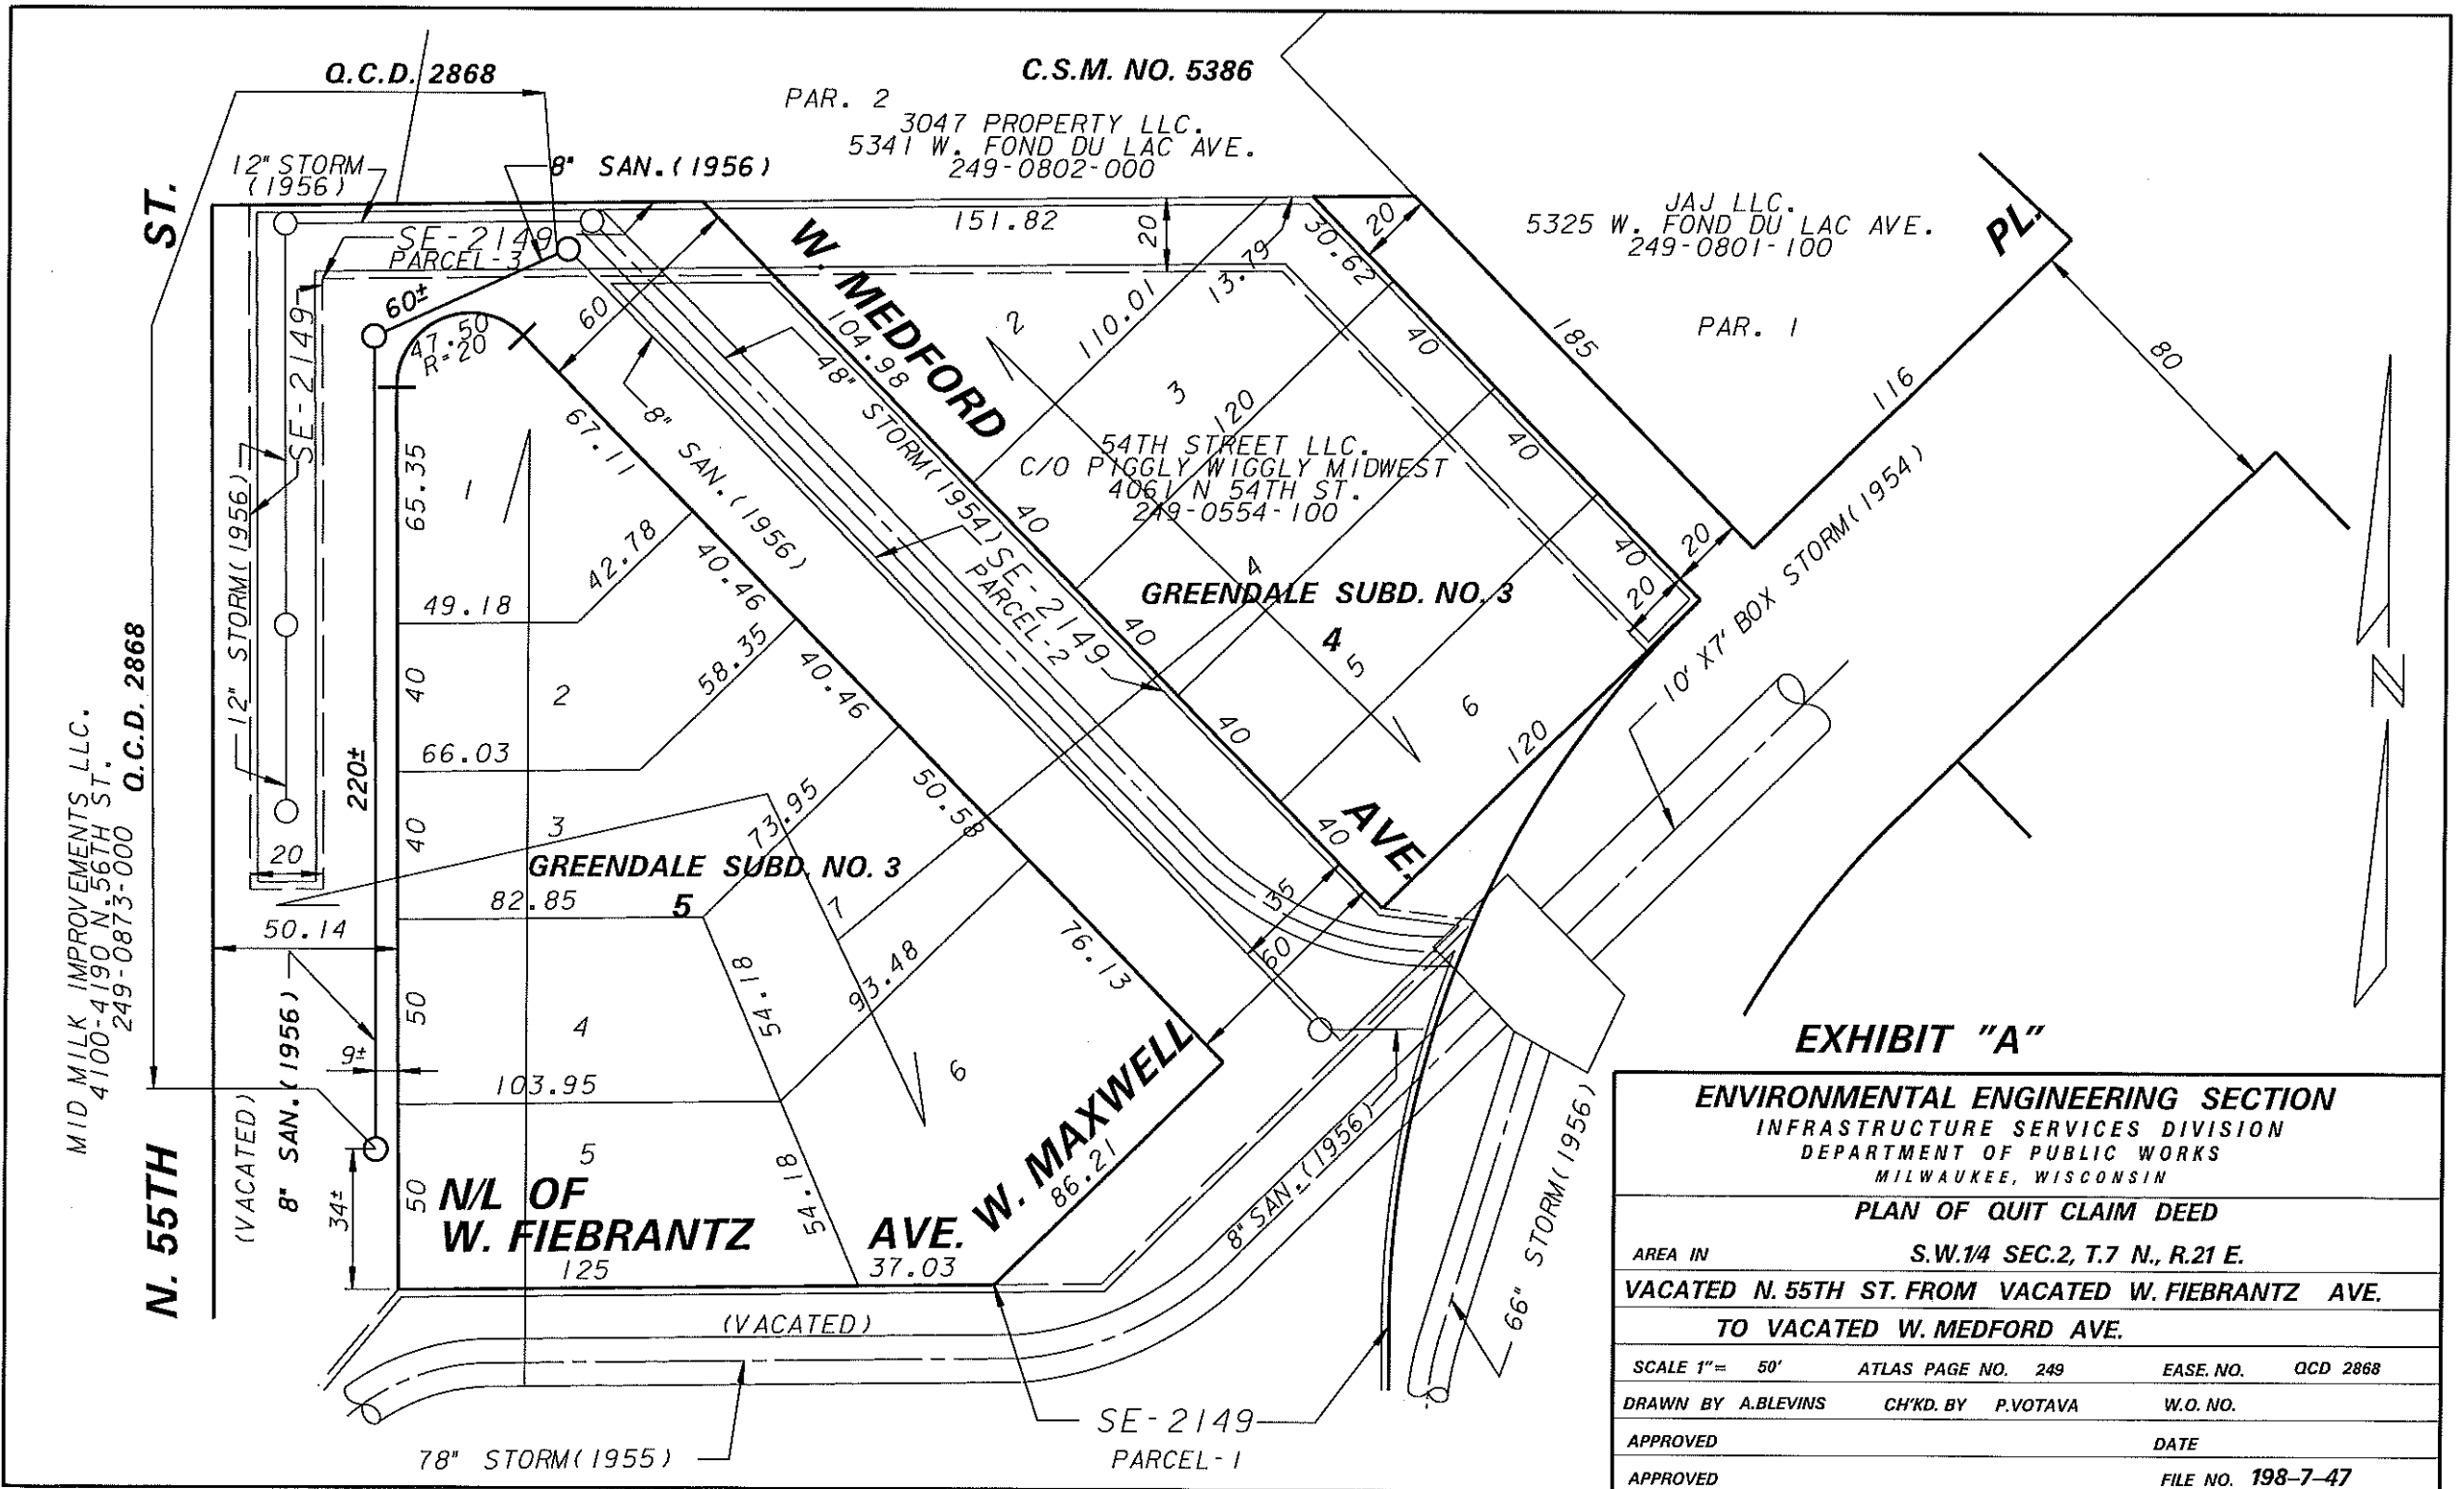 Q.C.D. 2868
C.S.M. NO. 5386
PAR. 2
3047 PROPERTY LLC.
5341 W. FOND DU LAC AVE.
249-0802-000
12" STORM
(1956)
8" SAN. (1956)
ST.
151.82
20
20
30.62
JAJ LLC.
5325 W. FOND DU LAC AVE.
249-0801-100
PAR. 1
PL.
SE-2149
PARCEL-3
60±
60
47.50
R=20
W. MEDFORD
104.98
2
110.01
13.79
40
185
116
80
SE-2149
12" STORM(1956)
65.35
1
67.11
8" SAN. (1956)
48" STORM(1954)
3
120
40
54TH STREET LLC.
C/O PIGGLY WIGGLY MIDWEST
4061 N 54TH ST.
249-0554-100
40
20
20
10' X7' BOX STORM(1954)
49.18
42.78
40.46
40
SE-2149
PARCEL-2
4
GREENDALE SUBD. NO. 3
4
5
6
120
40
40
40
AVE.
N
40
2
58.35
40.46
66.03
50.58
220±
Q.C.D. 2868
MID MILK IMPROVEMENTS LLC.
4100-4190 N.56TH ST.
249-0873-000
40
3
73.95
GREENDALE SUBD. NO. 3
5
82.85
7
20
50.14
35
60
76.13
93.48
54.18
50
4
6
9±
103.95
8" SAN. (1956)
(VACATED)
N. 55TH
34±
50
5
54.18
N/L OF
W. FIEBRANTZ AVE.
125
37.03
W. MAXWELL
86.21
8" SAN. (1956)
66" STORM(1956)
(VACATED)
78" STORM(1955)
SE-2149
PARCEL-1
EXHIBIT "A"
ENVIRONMENTAL ENGINEERING SECTION
INFRASTRUCTURE SERVICES DIVISION
DEPARTMENT OF PUBLIC WORKS
MILWAUKEE, WISCONSIN
PLAN OF QUIT CLAIM DEED
AREA IN S.W.1/4 SEC.2, T.7 N., R.21 E.
VACATED N. 55TH ST. FROM VACATED W. FIEBRANTZ AVE.
TO VACATED W. MEDFORD AVE.
SCALE 1"= 50' ATLAS PAGE NO. 249 EASE. NO. QCD 2868
DRAWN BY A.BLEVINS CH'KD. BY P.VOTAVA W.O. NO.
APPROVED DATE
APPROVED FILE NO. 198-7-47